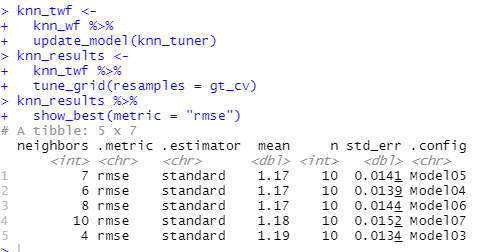 > knn_twf <-
+   knn_wf %>%
+   update_model(knn_tuner)
> knn_results <-
+   knn_twf %>%
+   tune_grid(resamples = gt_cv)
> knn_results %>%
+   show_best(metric = "rmse")
# A tibble: 5 x 7
  neighbors .metric .estimator  mean     n std_err .config
      <int> <chr>   <chr>      <dbl> <int>   <dbl> <chr>
1         7 rmse    standard    1.17    10  0.0141 Model05
2         6 rmse    standard    1.17    10  0.0139 Model04
3         8 rmse    standard    1.17    10  0.0144 Model06
4        10 rmse    standard    1.18    10  0.0152 Model07
5         4 rmse    standard    1.19    10  0.0134 Model03
>